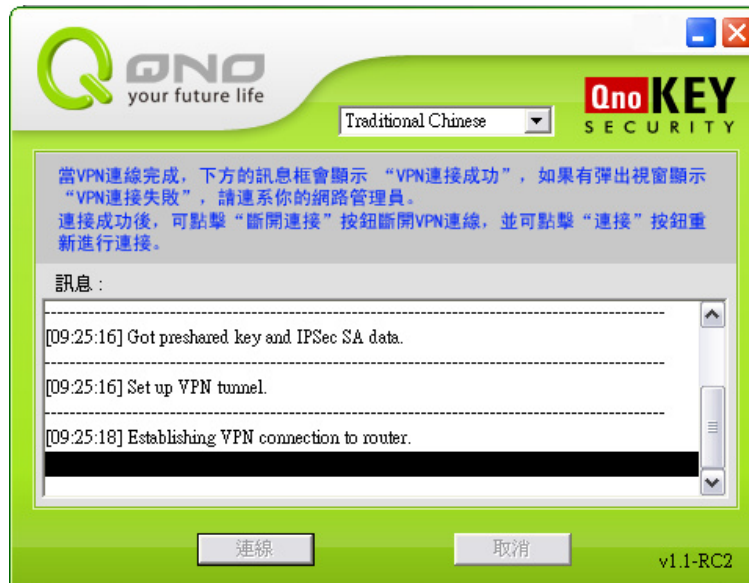 QNO
your future life
Traditional Chinese
Qno KEY
SECURITY
當VPN連線完成，下方的訊息框會顯示 “VPN連接成功”，如果有彈出視窗顯示
“VPN連接失敗”，請連系你的網路管理員。
連接成功後，可點擊“斷開連接”按鈕斷開VPN連線，並可點擊“連接”按鈕重
新進行連接。
訊息：
[09:25:16] Got preshared key and IPSec SA data.
[09:25:16] Set up VPN tunnel.
[09:25:18] Establishing VPN connection to router.
連線
取消
v1.1-RC2